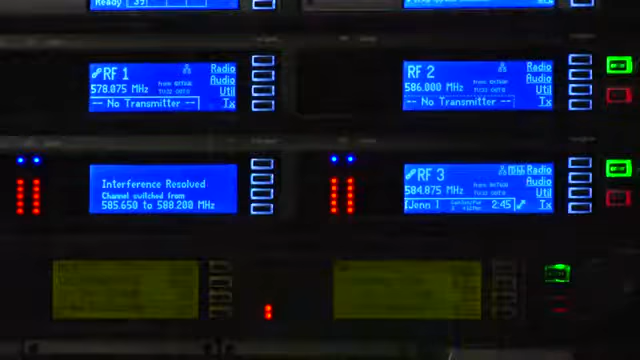 Ready 39
RF 1 Radio
Audio
578.075 MHz Util
-- No Transmitter -- Tx
RF 2 Radio
Audio
586.000 MHz Util
-- No Transmitter -- Tx
Interference Resolved
Channel switched from
585.650 to 588.200 MHz
RF 3 Radio
Audio
584.875 MHz Util
Jenn 1 2:45 Tx